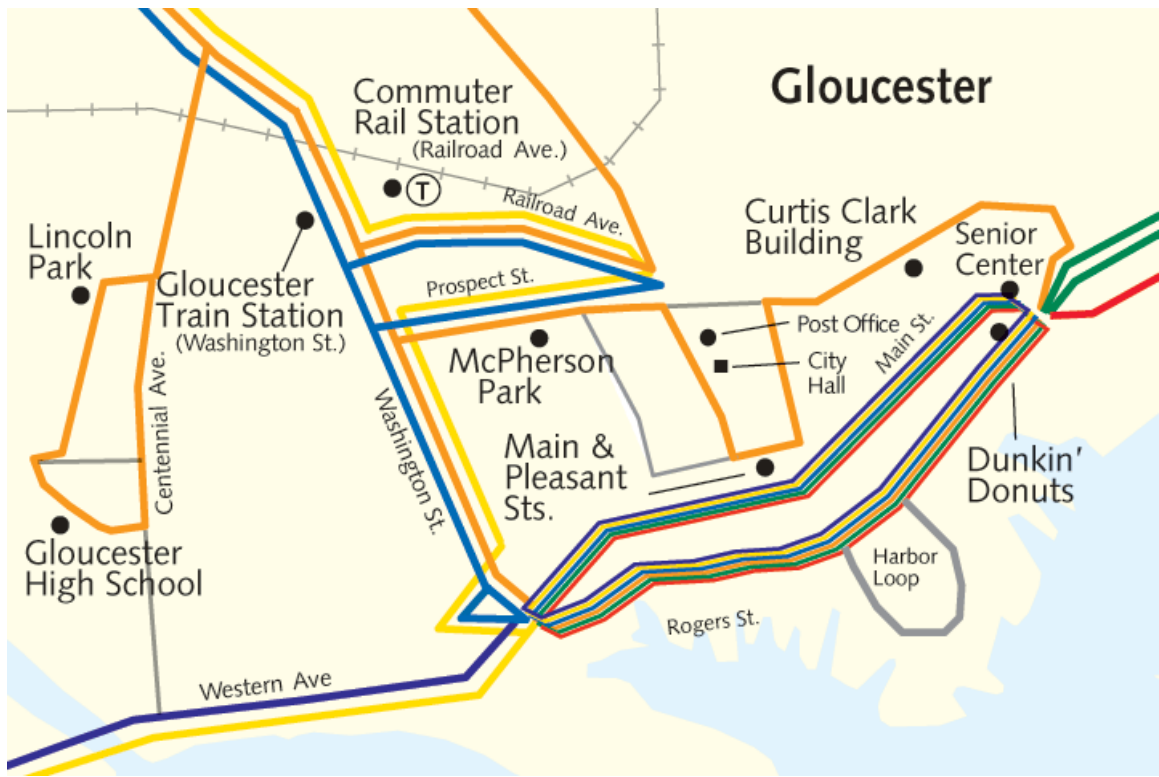 Gloucester
Commuter
Rail Station
(Railroad Ave.)
T
Railroad Ave.
Curtis Clark
Building
Senior
Center
Lincoln
Park
Gloucester
Train Station
(Washington St.)
Prospect St.
Post Office
City
Hall
Main St.
McPherson
Park
Centennial Ave.
Washington St.
Main &
Pleasant
Sts.
Dunkin'
Donuts
Gloucester
High School
Harbor
Loop
Rogers St.
Western Ave